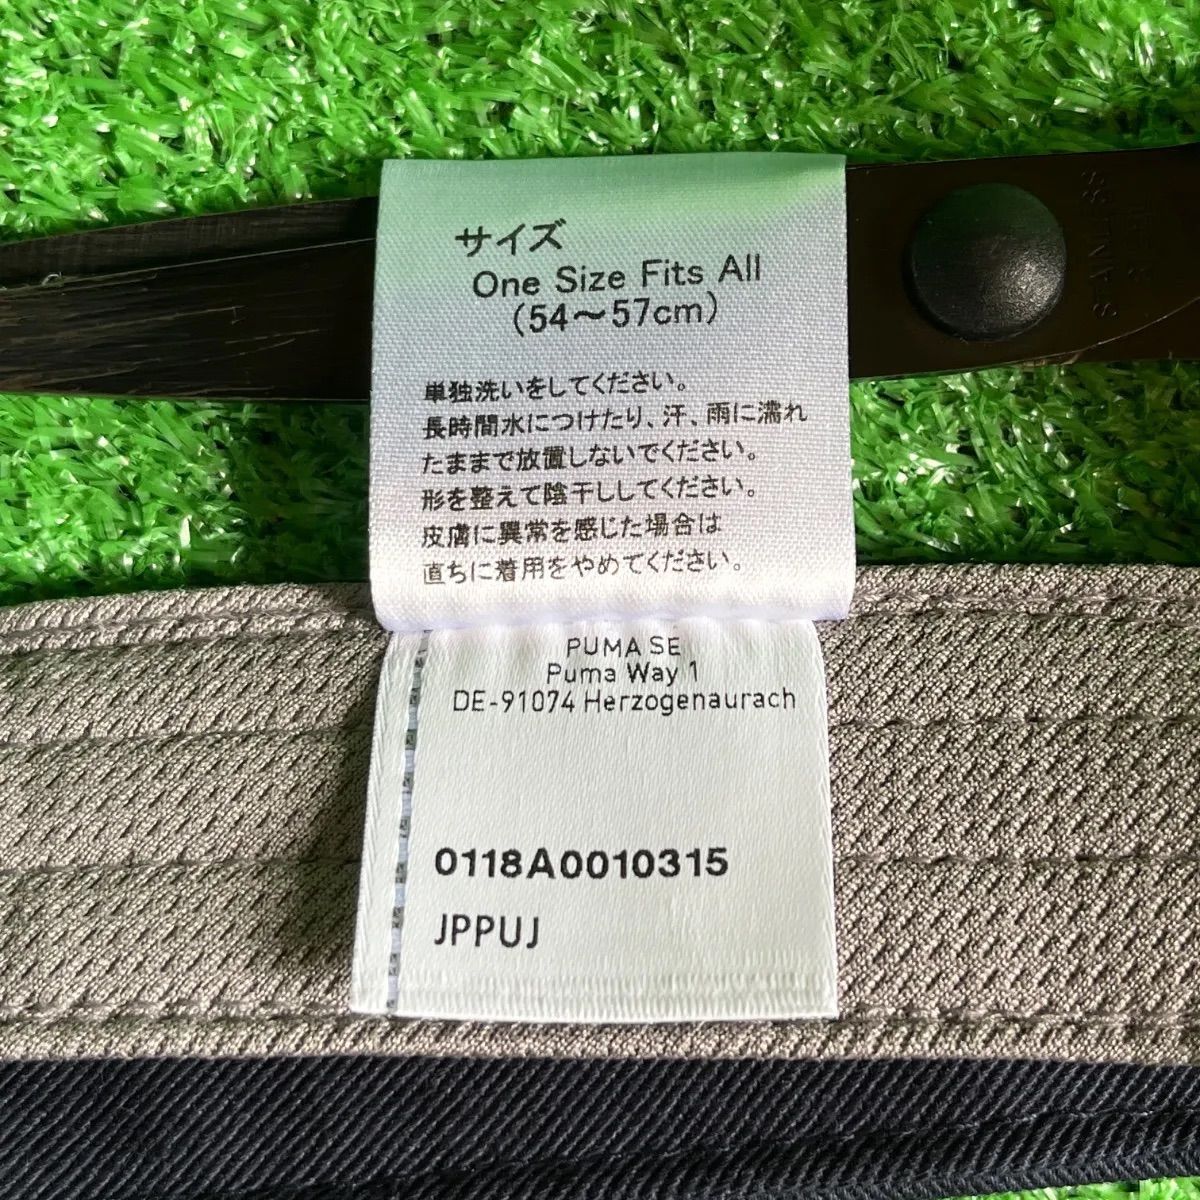 サイズ
One Size Fits All
(54～57cm)
単独洗いをしてください。
長時間水につけたり、汗、雨に濡れ
たままで放置しないでください。
形を整えて陰干ししてください。
皮膚に異常を感じた場合は
直ちに着用をやめてください。
PUMA SE
Puma Way 1
DE-91074 Herzogenaurach
0118A0010315
JPPUJ